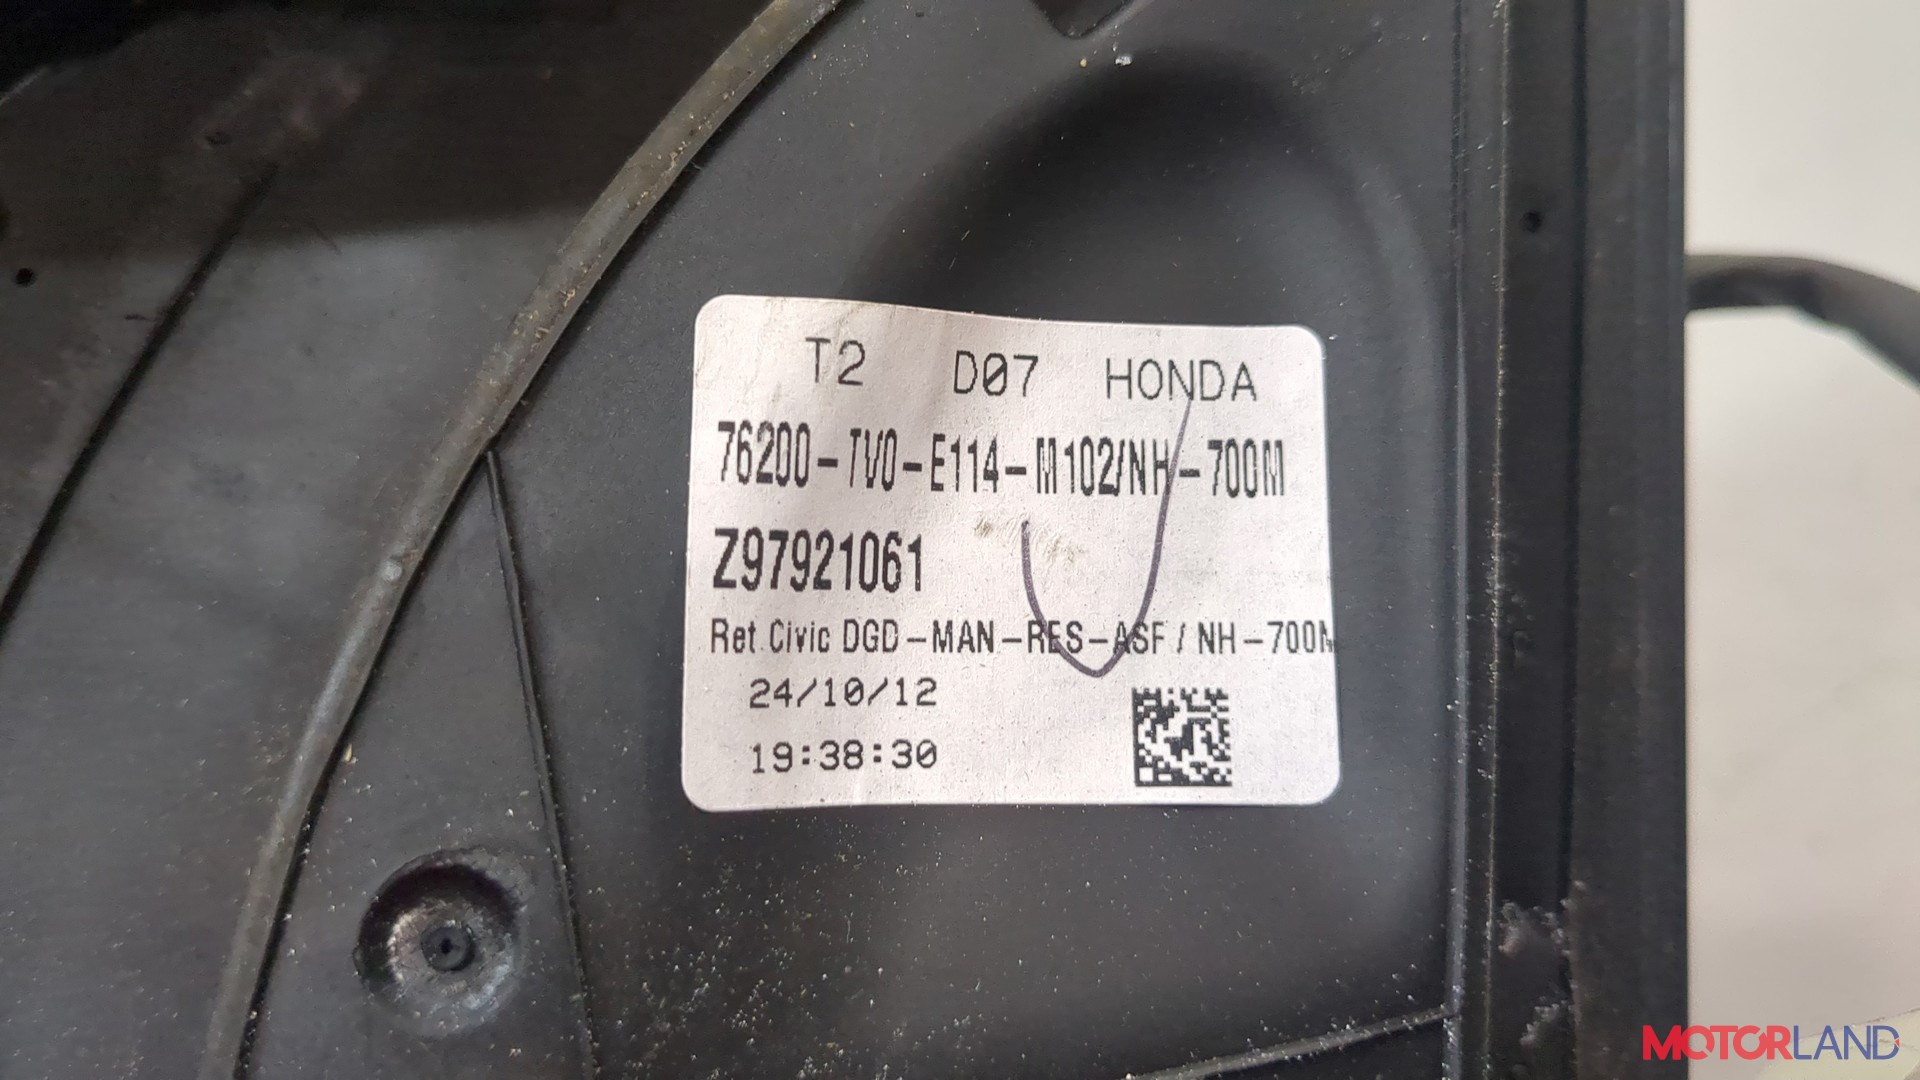 T2 D07 HONDA
76200-TV0-E114-M102/NH-700M
Z97921061
Ret Civic DGD-MAN-RES-ASF / NH-700M
24/10/12
19:38:30
MOTORLAND